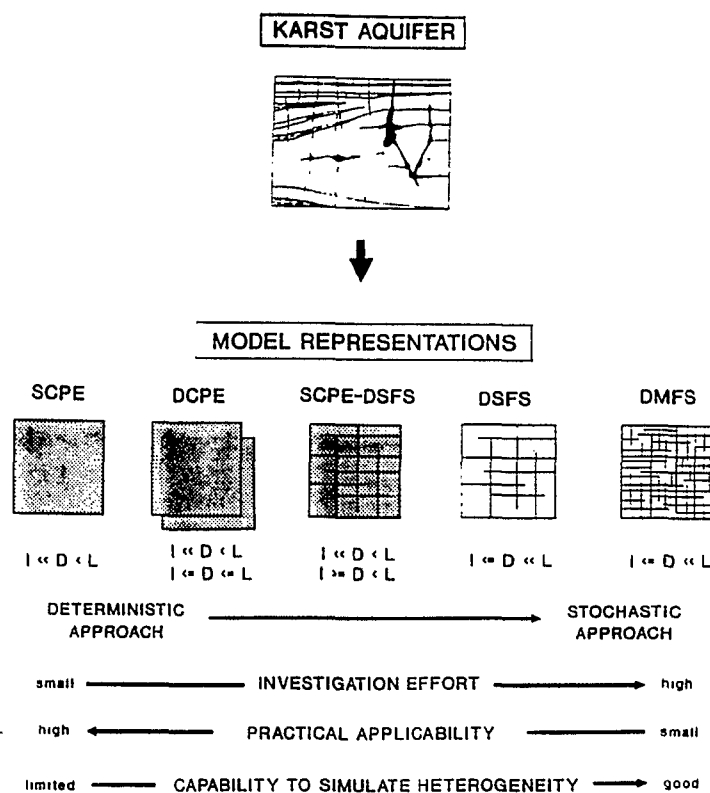 KARST AQUIFER
MODEL REPRESENTATIONS
SCPE DCPE SCPE-DSFS DSFS DMFS
l << D < L l << D < L l << D < L l <= D << L l <= D << L
l <= D <= L l >= D < L
DETERMINISTIC APPROACH STOCHASTIC APPROACH
small INVESTIGATION EFFORT high
high PRACTICAL APPLICABILITY small
limited CAPABILITY TO SIMULATE HETEROGENEITY good